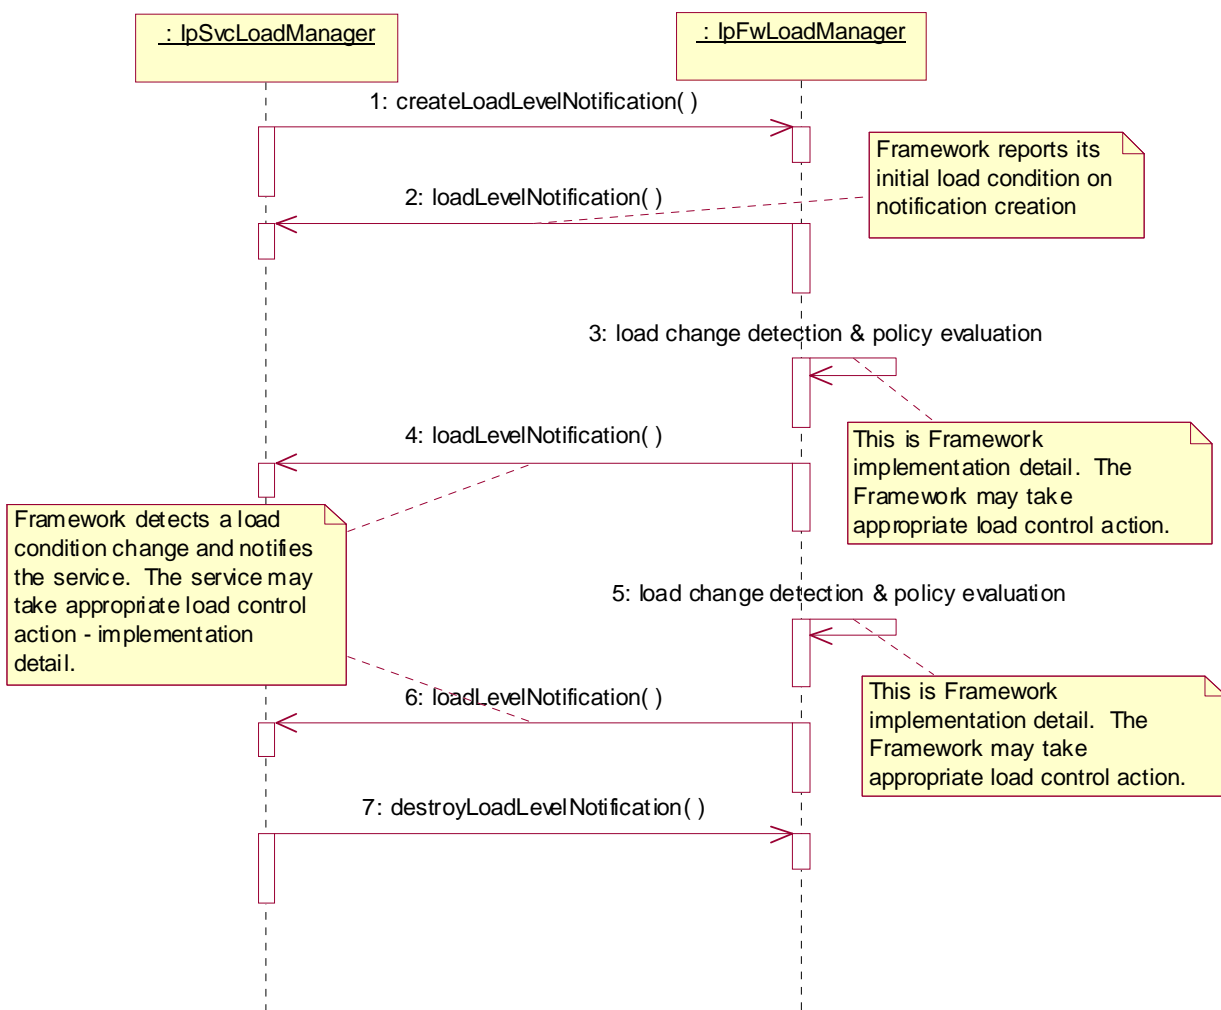 : IpSvcLoadManager
: IpFwLoadManager
1: createLoadLevelNotification( )
Framework reports its
initial load condition on
notification creation
2: loadLevelNotification( )
3: load change detection & policy evaluation
4: loadLevelNotification( )
This is Framework
implementation detail. The
Framework may take
appropriate load control action.
Framework detects a load
condition change and notifies
the service. The service may
take appropriate load control
action - implementation
detail.
5: load change detection & policy evaluation
6: loadLevelNotification( )
This is Framework
implementation detail. The
Framework may take
appropriate load control action.
7: destroyLoadLevelNotification( )